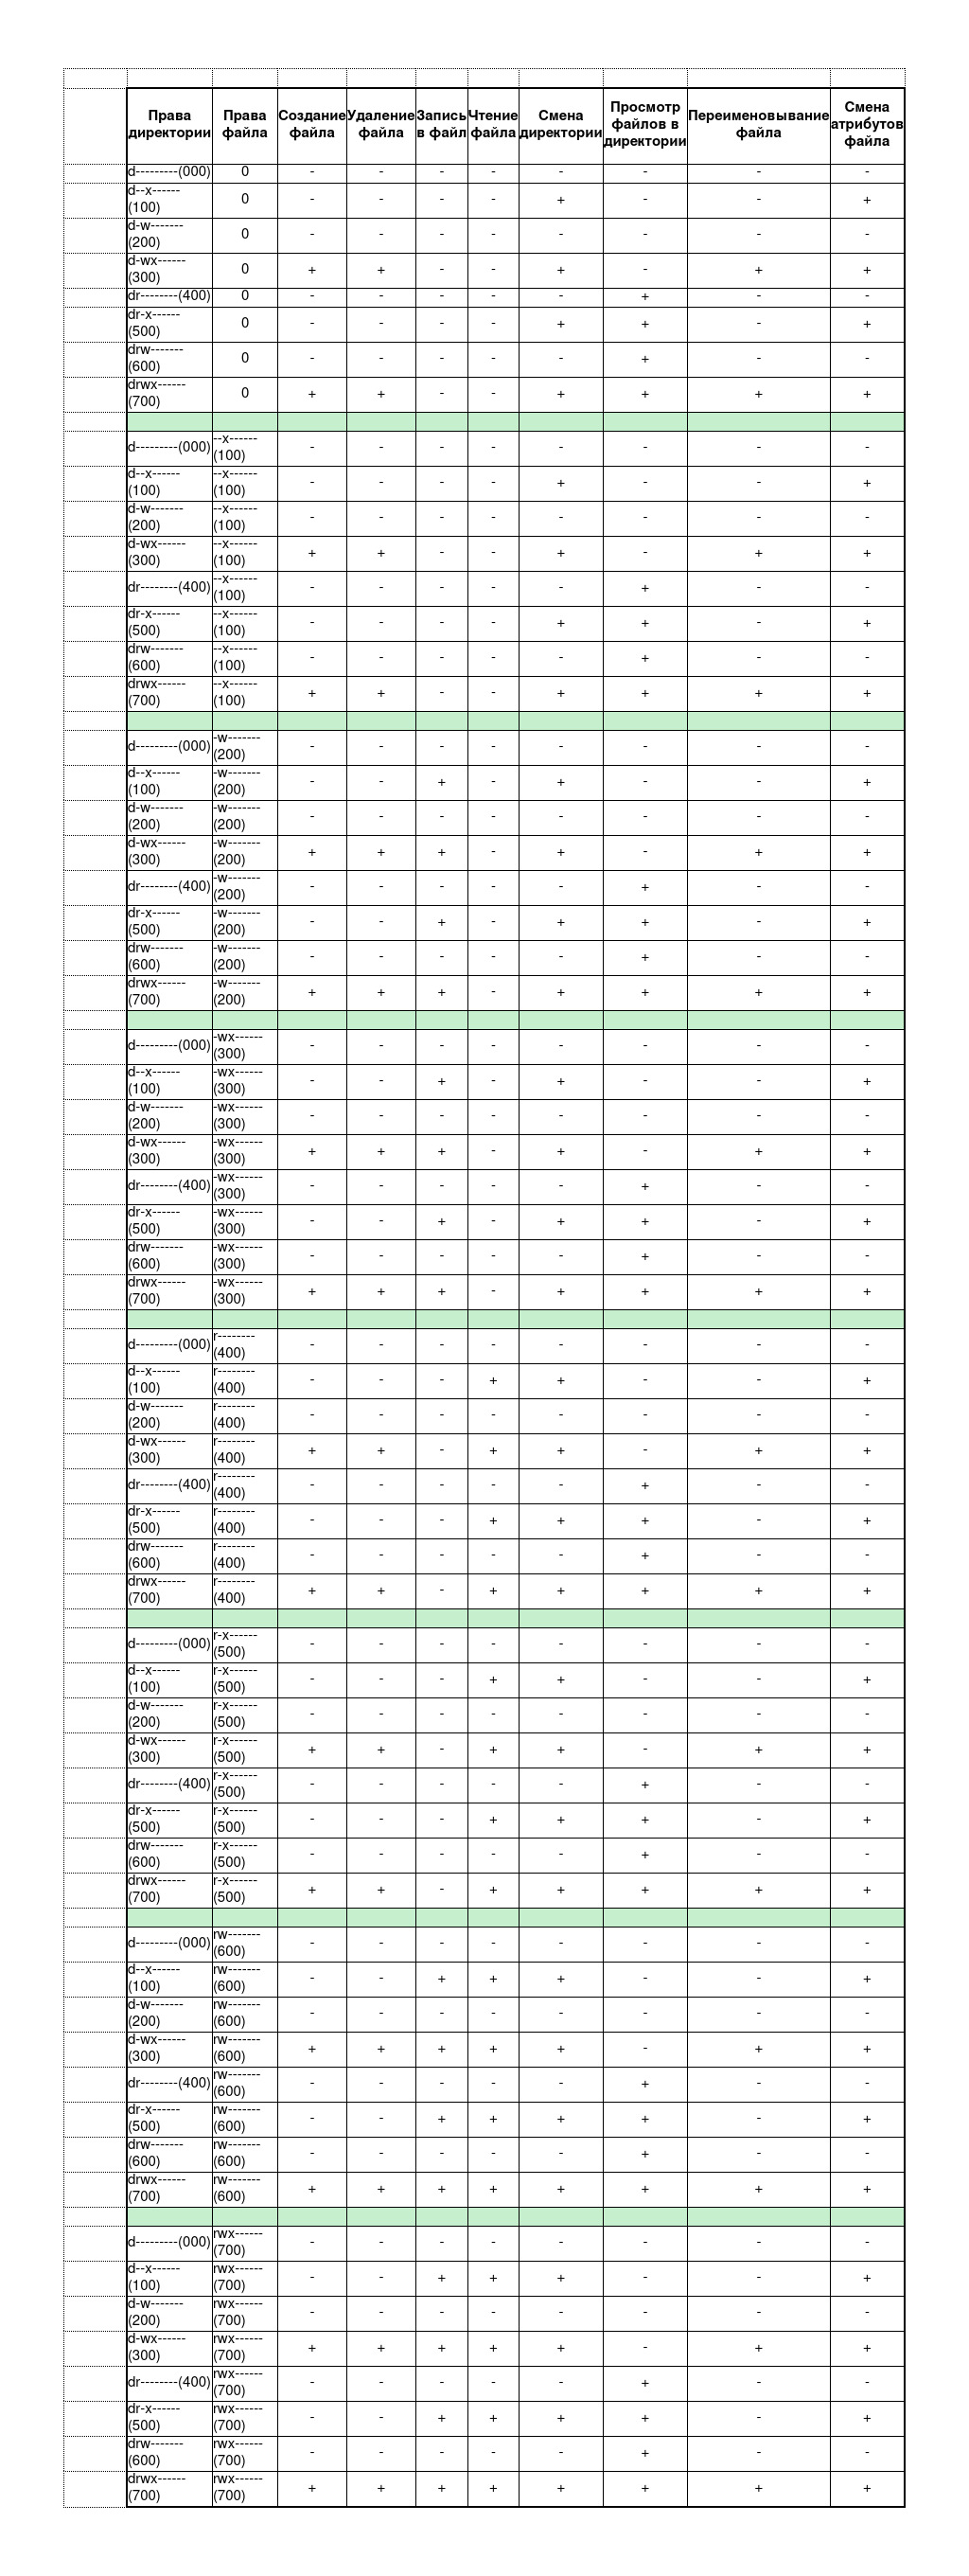 Права директории Права файла Создание файла Удаление файла Запись в файл Чтение файла Смена директории Просмотр файлов в директории Переименовывание файла Смена атрибутов файла
d---------(000) 0 - - - - - - - -
d--x------ (100) 0 - - - - + - - +
d-w------- (200) 0 - - - - - - - -
d-wx------ (300) 0 + + - - + - + +
dr--------(400) 0 - - - - - + - -
dr-x------ (500) 0 - - - - + + - +
drw------- (600) 0 - - - - - + - -
drwx------ (700) 0 + + - - + + + +
d---------(000) --x------ (100) - - - - - - - -
d--x------ (100) --x------ (100) - - - - + - - +
d-w------- (200) --x------ (100) - - - - - - - -
d-wx------ (300) --x------ (100) + + - - + - + +
dr--------(400) --x------ (100) - - - - - + - -
dr-x------ (500) --x------ (100) - - - - + + - +
drw------- (600) --x------ (100) - - - - - + - -
drwx------ (700) --x------ (100) + + - - + + + +
d---------(000) -w------- (200) - - - - - - - -
d--x------ (100) -w------- (200) - - + - + - - +
d-w------- (200) -w------- (200) - - - - - - - -
d-wx------ (300) -w------- (200) + + + - + - + +
dr--------(400) -w------- (200) - - - - - + - -
dr-x------ (500) -w------- (200) - - + - + + - +
drw------- (600) -w------- (200) - - - - - + - -
drwx------ (700) -w------- (200) + + + - + + + +
d---------(000) -wx------ (300) - - - - - - - -
d--x------ (100) -wx------ (300) - - + - + - - +
d-w------- (200) -wx------ (300) - - - - - - - -
d-wx------ (300) -wx------ (300) + + + - + - + +
dr--------(400) -wx------ (300) - - - - - + - -
dr-x------ (500) -wx------ (300) - - + - + + - +
drw------- (600) -wx------ (300) - - - - - + - -
drwx------ (700) -wx------ (300) + + + - + + + +
d---------(000) r-------- (400) - - - - - - - -
d--x------ (100) r-------- (400) - - - + + - - +
d-w------- (200) r-------- (400) - - - - - - - -
d-wx------ (300) r-------- (400) + + - + + - + +
dr--------(400) r-------- (400) - - - - - + - -
dr-x------ (500) r-------- (400) - - - + + + - +
drw------- (600) r-------- (400) - - - - - + - -
drwx------ (700) r-------- (400) + + - + + + + +
d---------(000) r-x------ (500) - - - - - - - -
d--x------ (100) r-x------ (500) - - - + + - - +
d-w------- (200) r-x------ (500) - - - - - - - -
d-wx------ (300) r-x------ (500) + + - + + - + +
dr--------(400) r-x------ (500) - - - - - + - -
dr-x------ (500) r-x------ (500) - - - + + + - +
drw------- (600) r-x------ (500) - - - - - + - -
drwx------ (700) r-x------ (500) + + - + + + + +
d---------(000) rw------- (600) - - - - - - - -
d--x------ (100) rw------- (600) - - + + + - - +
d-w------- (200) rw------- (600) - - - - - - - -
d-wx------ (300) rw------- (600) + + + + + - + +
dr--------(400) rw------- (600) - - - - - + - -
dr-x------ (500) rw------- (600) - - + + + + - +
drw------- (600) rw------- (600) - - - - - + - -
drwx------ (700) rw------- (600) + + + + + + + +
d---------(000) rwx------ (700) - - - - - - - -
d--x------ (100) rwx------ (700) - - + + + - - +
d-w------- (200) rwx------ (700) - - - - - - - -
d-wx------ (300) rwx------ (700) + + + + + - + +
dr--------(400) rwx------ (700) - - - - - + - -
dr-x------ (500) rwx------ (700) - - + + + + - +
drw------- (600) rwx------ (700) - - - - - + - -
drwx------ (700) rwx------ (700) + + + + + + + +